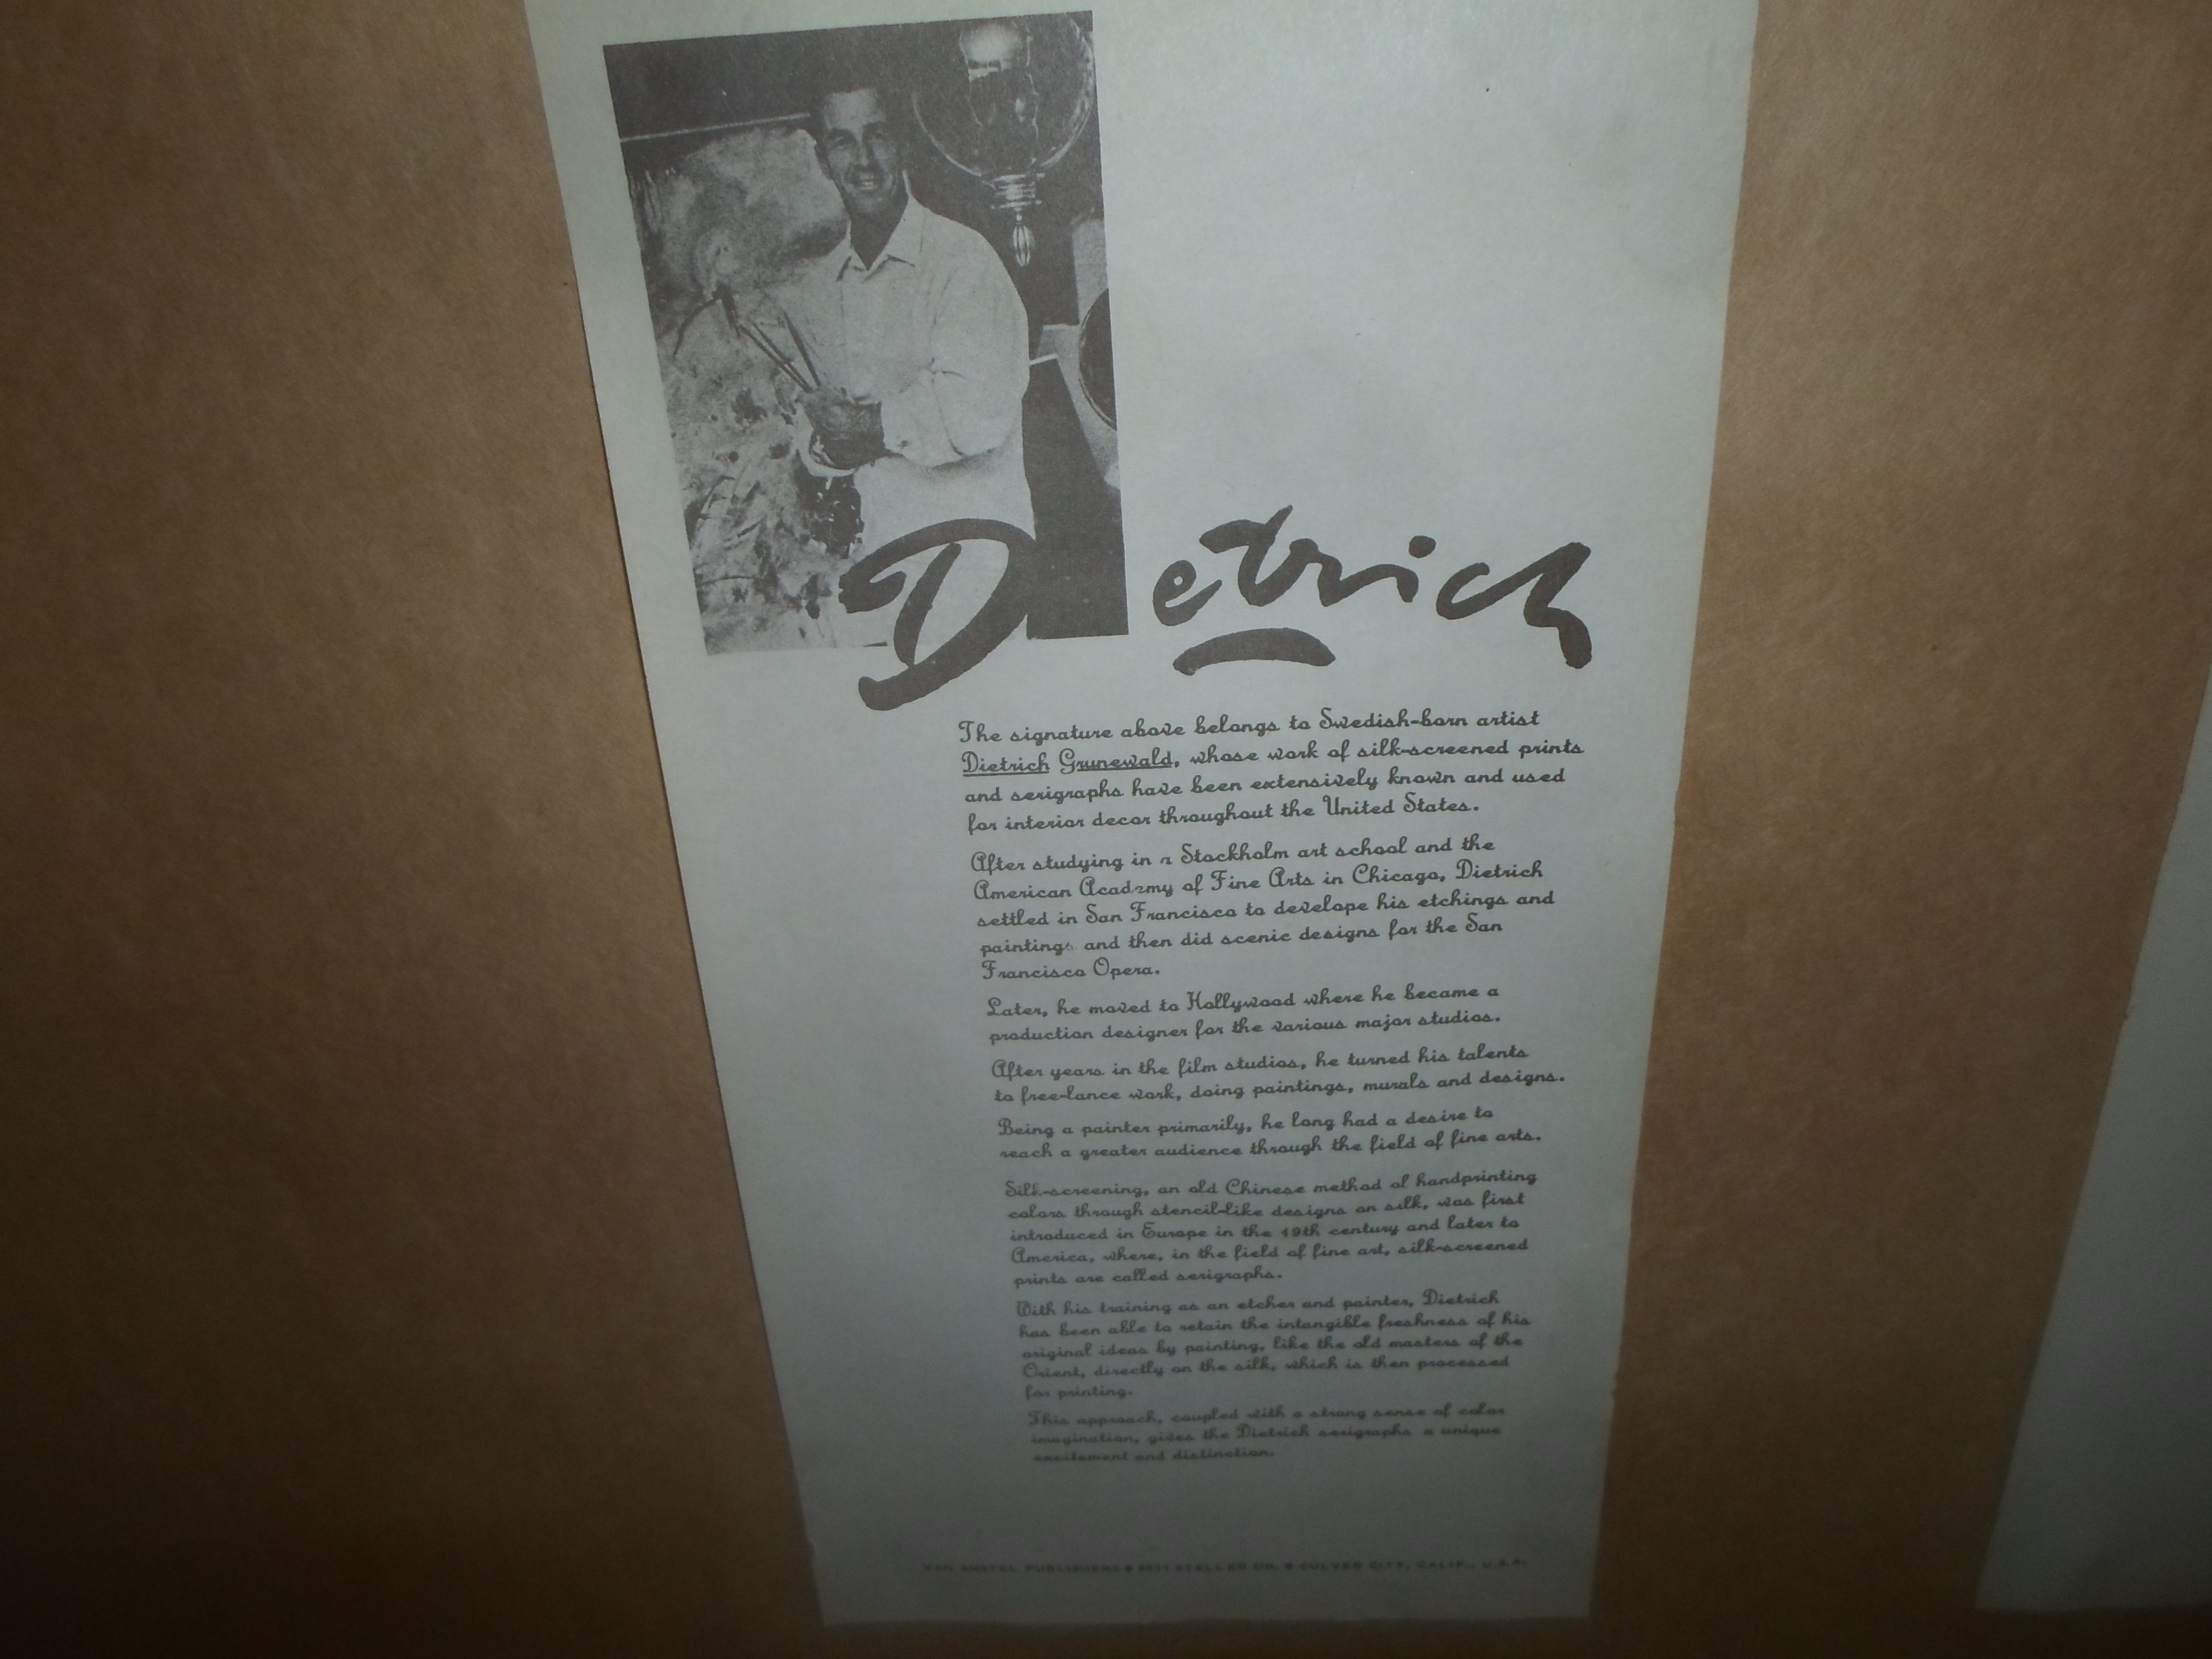 Dietrich
The signature above belongs to Swedish-born artist
Dietrich Grunewald, whose work of silk-screened prints
and serigraphs have been extensively known and used
for interior decor throughout the United States.
After studying in a Stockholm art school and the
American Academy of Fine Arts in Chicago, Dietrich
settled in San Francisco to develope his etchings and
paintings and then did scenic designs for the San
Francisco Opera.
Later, he moved to Hollywood where he became a
production designer for the various major studios.
After years in the film studios, he turned his talents
to free-lance work, doing paintings, murals and designs.
Being a painter primarily, he long had a desire to
reach a greater audience through the field of fine arts.
Silk-screening, an old Chinese method of handprinting
colors through stencil-like designs on silk, was first
introduced in Europe in the 19th century and later to
America, where, in the field of fine art, silk-screened
prints are called serigraphs.
With his training as an etcher and painter, Dietrich
has been able to retain the intangible freshness of his
original ideas by painting, like the old masters of the
Orient, directly on the silk, which is then processed
for printing.
This approach, coupled with a strong sense of color
imagination, gives the Dietrich serigraphs a unique
excitement and distinction.
VAN AMSTEL PUBLISHERS • STELLER DR. • CULVER CITY, CALIF., U.S.A.